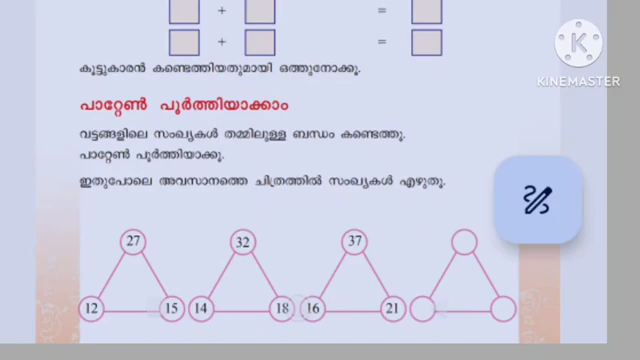 + =
+ =
കൂട്ടുകാരൻ കണ്ടെത്തിയതുമായി ഒത്തുനോക്കൂ.
പാറ്റേൺ പൂർത്തിയാക്കാം
വട്ടങ്ങളിലെ സംഖ്യകൾ തമ്മിലുള്ള ബന്ധം കണ്ടെത്തൂ.
പാറ്റേൺ പൂർത്തിയാക്കൂ.
ഇതുപോലെ അവസാനത്തെ ചിത്രത്തിൽ സംഖ്യകൾ എഴുതൂ.
27 32 37
12 15 14 18 16 21
KINEMASTER